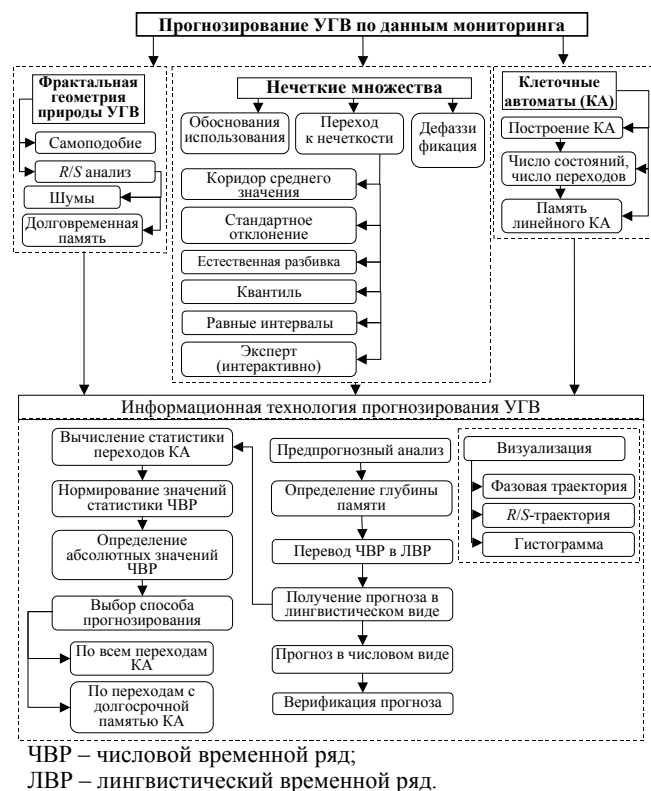 Прогнозирование УГВ по данным мониторинга
Фрактальная
геометрия
природы УГВ
Самоподобие
R/S анализ
Шумы
Долговременная
память
Нечеткие множества
Обоснования
использования
Переход
к нечеткости
Дефаззи
фикация
Коридор среднего
значения
Стандартное
отклонение
Естественная разбивка
Квантиль
Равные интервалы
Эксперт
(интерактивно)
Клеточные
автоматы (КА)
Построение КА
Число состояний,
число переходов
Память
линейного КА
Информационная технология прогнозирования УГВ
Вычисление статистики
переходов КА
Нормирование значений
статистики ЧВР
Определение
абсолютных значений
ЧВР
Выбор способа
прогнозирования
По всем переходам
КА
По переходам с
долгосрочной
памятью КА
Предпрогнозный анализ
Определение глубины
памяти
Перевод ЧВР в ЛВР
Получение прогноза в
лингвистическом виде
Прогноз в числовом виде
Верификация прогноза
Визуализация
Фазовая траектория
R/S-траектория
Гистограмма
ЧВР – числовой временной ряд;
ЛВР – лингвистический временной ряд.